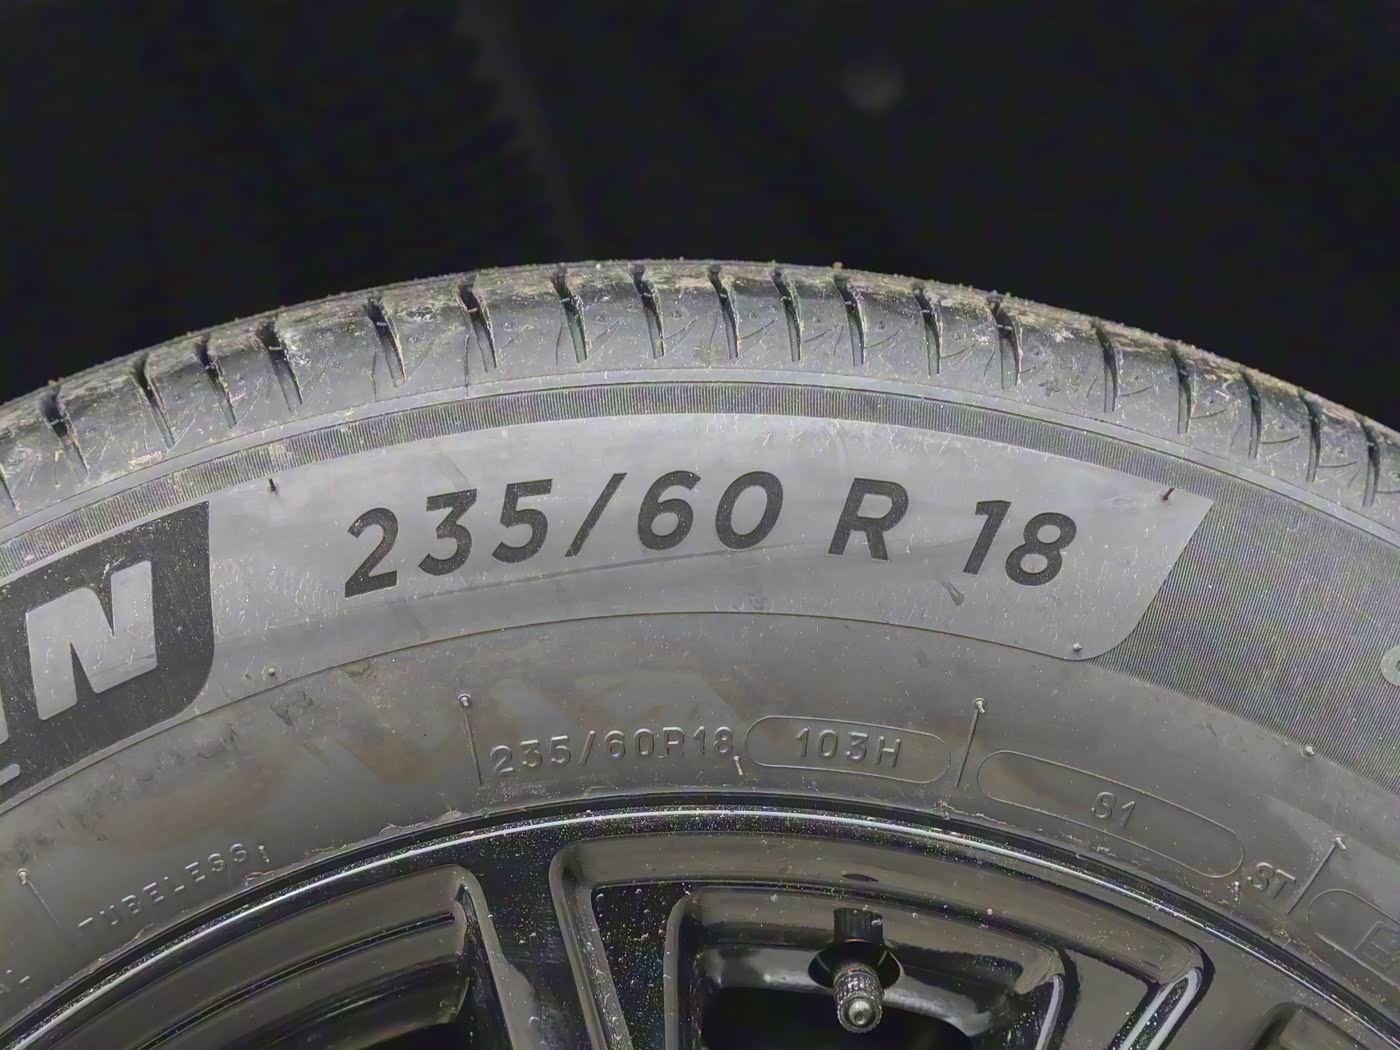 235/60 R 18
N
235/60R18 103H
S1
ST
TUBELESS
E